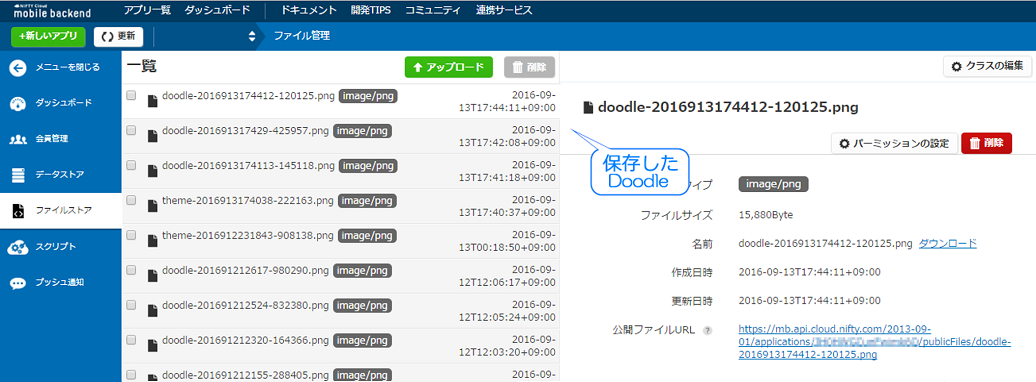 NIFTY Cloud
mobile backend
アプリ一覧 ダッシュボード ドキュメント 開発TIPS コミュニティ 連携サービス
+新しいアプリ 更新 ファイル管理
メニューを閉じる
ダッシュボード
会員管理
データストア
ファイルストア
スクリプト
プッシュ通知
一覧 アップロード 削除
doodle-2016913174412-120125.png image/png 2016-09-
13T17:44:11+09:00
doodle-201691317429-425957.png image/png 2016-09-
13T17:42:08+09:00
doodle-2016913174113-145118.png image/png 2016-09-
13T17:41:18+09:00
theme-2016913174038-222163.png image/png 2016-09-
13T17:40:37+09:00
theme-2016912231843-908138.png image/png 2016-09-
13T00:18:50+09:00
doodle-201691212617-980290.png image/png 2016-09-
12T12:06:17+09:00
doodle-201691212524-832380.png image/png 2016-09-
12T12:05:24+09:00
doodle-201691212320-164366.png image/png 2016-09-
12T12:03:20+09:00
doodle-201691212155-288405.png image/png 2016-09-
クラスの編集
doodle-2016913174412-120125.png
パーミッションの設定 削除
保存した
Doodle
イプ image/png
ファイルサイズ 15,880Byte
名前 doodle-2016913174412-120125.png ダウンロード
作成日時 2016-09-13T17:44:11+09:00
更新日時 2016-09-13T17:44:11+09:00
公開ファイルURL ? https://mb.api.cloud.nifty.com/2013-09-
01/applications/ /publicFiles/doodle-
2016913174412-120125.png